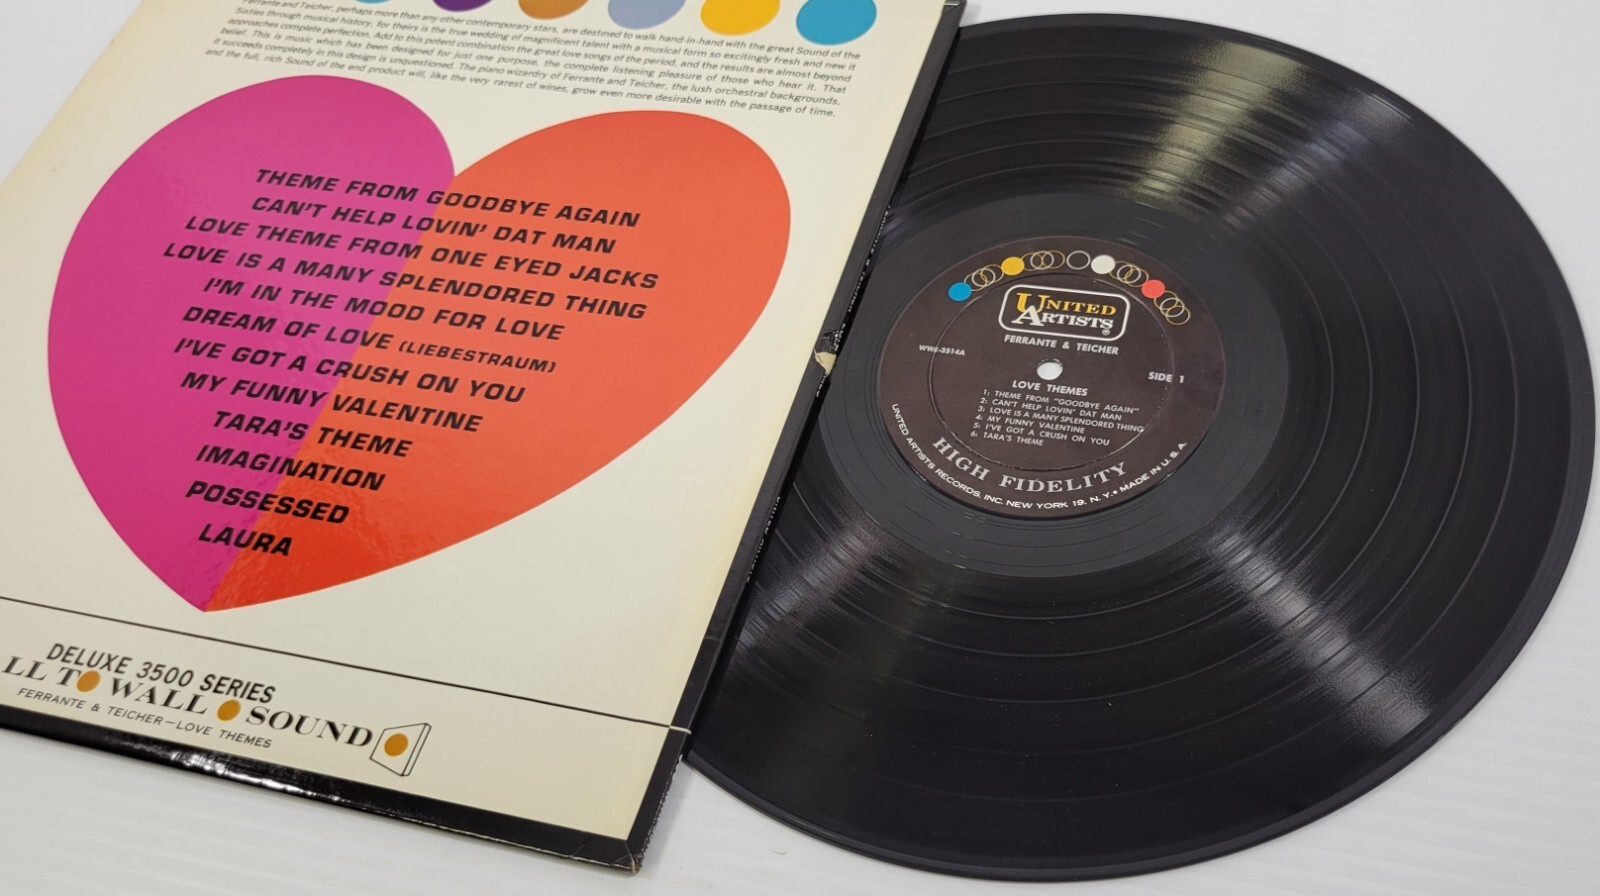 Ferrante and Teicher, perhaps more than any other contemporary stars, are destined to walk hand-in-hand with the great Sound of the
Sixties through musical history, for theirs is the true wedding of magnificent talent with a musical form so excitingly fresh and new it
approaches complete perfection. Add to this potent combination the great love songs of the period, and the results are almost beyond
belief. This is music which has been designed for just one purpose, the complete listening pleasure of those who hear it. That
it succeeds completely in this design is unquestioned. The piano wizardry of Ferrante and Teicher, the lush orchestral backgrounds,
and the full, rich Sound of the end product will, like the very rarest of wines, grow even more desirable with the passage of time.
THEME FROM GOODBYE AGAIN
CAN'T HELP LOVIN' DAT MAN
LOVE THEME FROM ONE EYED JACKS
LOVE IS A MANY SPLENDORED THING
I'M IN THE MOOD FOR LOVE
DREAM OF LOVE (LIEBESTRAUM)
I'VE GOT A CRUSH ON YOU
MY FUNNY VALENTINE
TARA'S THEME
IMAGINATION
POSSESSED
LAURA
DELUXE 3500 SERIES
LL TO WALL SOUND
FERRANTE & TEICHER—LOVE THEMES
UNITED
ARTISTS®
FERRANTE & TEICHER
3514A
SIDE 1
LOVE THEMES
1: THEME FROM "GOODBYE AGAIN"
2: CAN'T HELP LOVIN' DAT MAN
3: LOVE IS A MANY SPLENDORED THING
4: MY FUNNY VALENTINE
5: I'VE GOT A CRUSH ON YOU
6: TARA'S THEME
HIGH FIDELITY
UNITED ARTISTS RECORDS, INC. NEW YORK 19, N. Y. • MADE IN U. S. A.